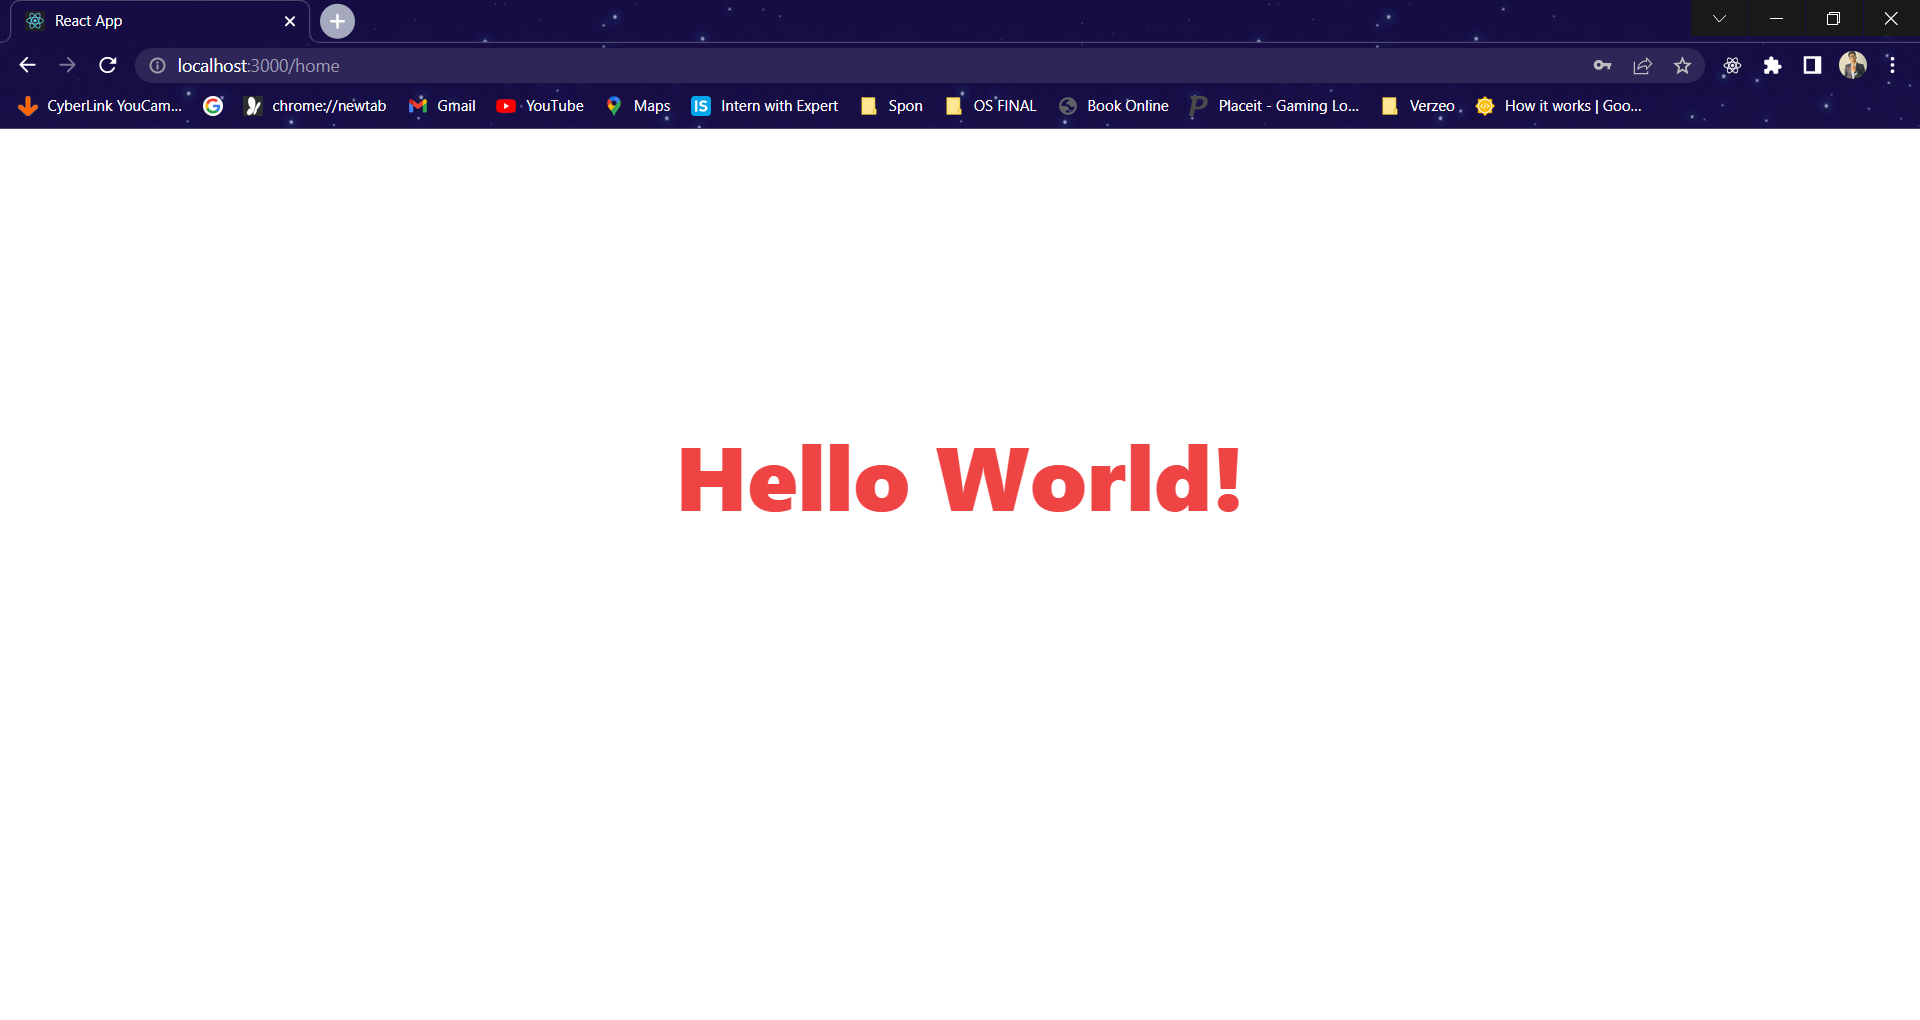 React App
localhost:3000/home
CyberLink YouCam... chrome://newtab Gmail YouTube Maps IS Intern with Expert Spon OS FINAL Book Online Placeit - Gaming Lo... Verzeo How it works | Goo...
Hello World!